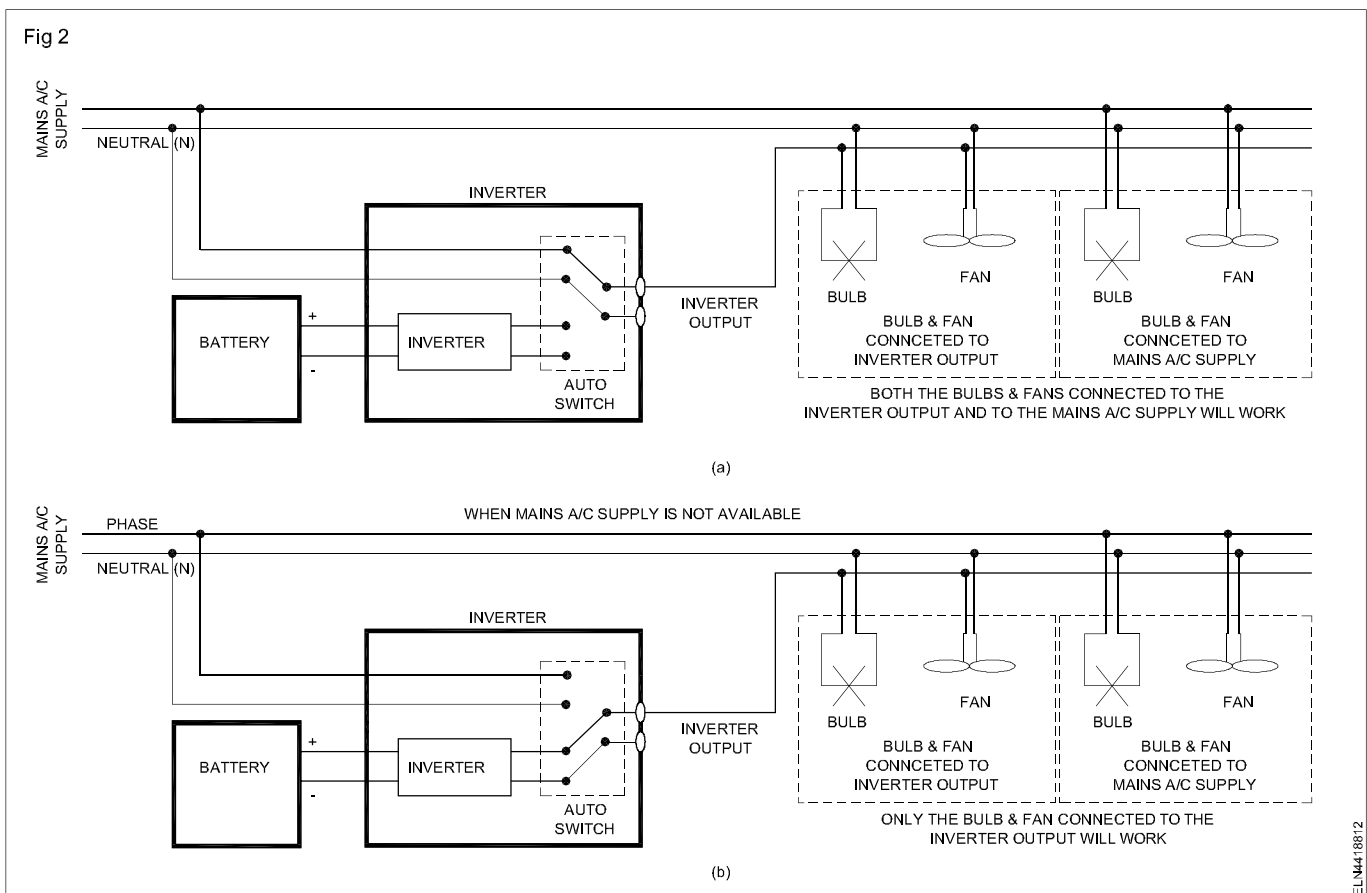 Fig 2
MAINS A/C
SUPPLY
NEUTRAL (N)
INVERTER
BATTERY
+
-
INVERTER
AUTO
SWITCH
INVERTER
OUTPUT
BULB
FAN
BULB & FAN
CONNCETED TO
INVERTER OUTPUT
BULB
FAN
BULB & FAN
CONNCETED TO
MAINS A/C SUPPLY
BOTH THE BULBS & FANS CONNECTED TO THE
INVERTER OUTPUT AND TO THE MAINS A/C SUPPLY WILL WORK
(a)
MAINS A/C
SUPPLY
PHASE
WHEN MAINS A/C SUPPLY IS NOT AVAILABLE
NEUTRAL (N)
INVERTER
BATTERY
+
-
INVERTER
AUTO
SWITCH
INVERTER
OUTPUT
BULB
FAN
BULB & FAN
CONNCETED TO
INVERTER OUTPUT
BULB
FAN
BULB & FAN
CONNCETED TO
MAINS A/C SUPPLY
ONLY THE BULB & FAN CONNECTED TO THE
INVERTER OUTPUT WILL WORK
(b)
ELN4418812